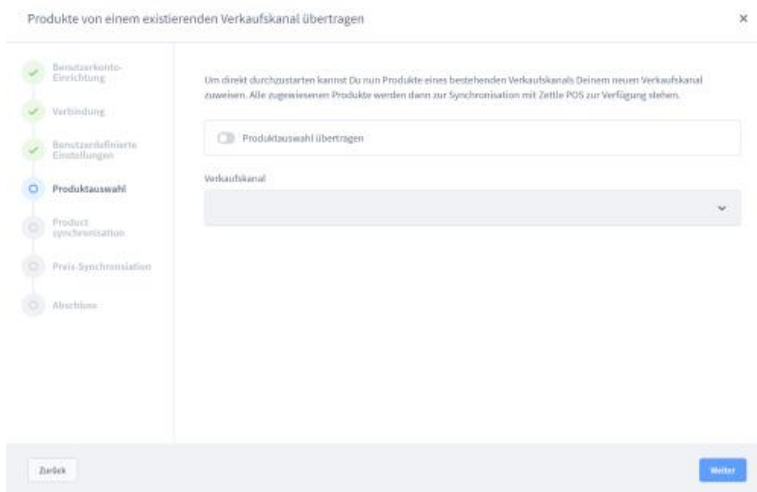 Produkte von einem existierenden Verkaufskanal übertragen
Benutzerkonto-
Einrichtung
Verbindung
Benutzerdefinierte
Einstellungen
Produktauswahl
Product
synchronisation
Preis-Synchronsiation
Abschluss
Um direkt durchzustarten kannst Du nun Produkte eines bestehenden Verkaufskanals Deinem neuen Verkaufskanal
zuweisen. Alle zugewiesenen Produkte werden dann zur Synchronisation mit Zettle POS zur Verfügung stehen.
Produktauswahl übertragen
Verkaufskanal
Zurück
Weiter